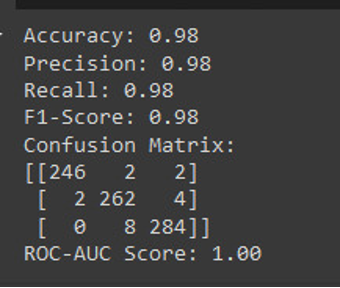 Accuracy: 0.98
Precision: 0.98
Recall: 0.98
F1-Score: 0.98
Confusion Matrix:
[[246   2   2]
 [  2 262   4]
 [  0   8 284]]
ROC-AUC Score: 1.00